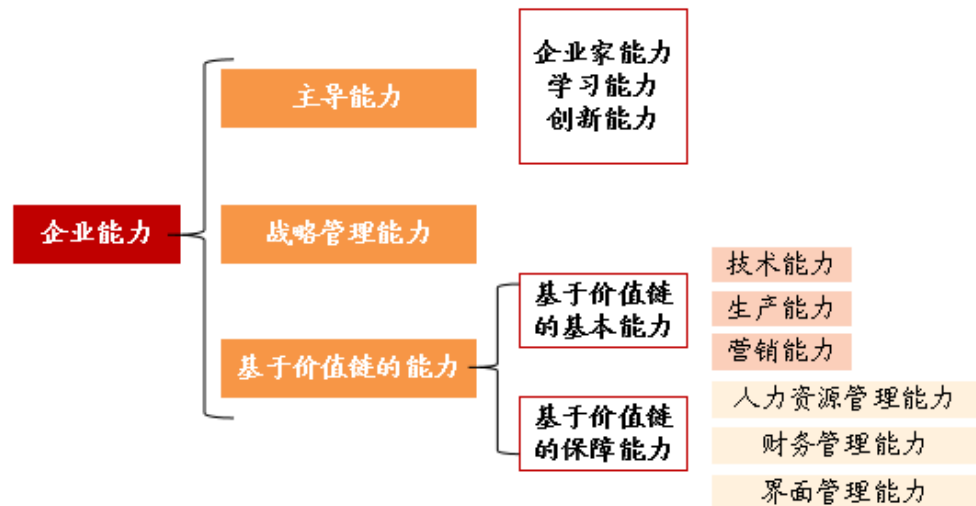 企业能力
主导能力
企业家能力
学习能力
创新能力
战略管理能力
基于价值链的能力
基于价值链
的基本能力
技术能力
生产能力
营销能力
基于价值链
的保障能力
人力资源管理能力
财务管理能力
界面管理能力